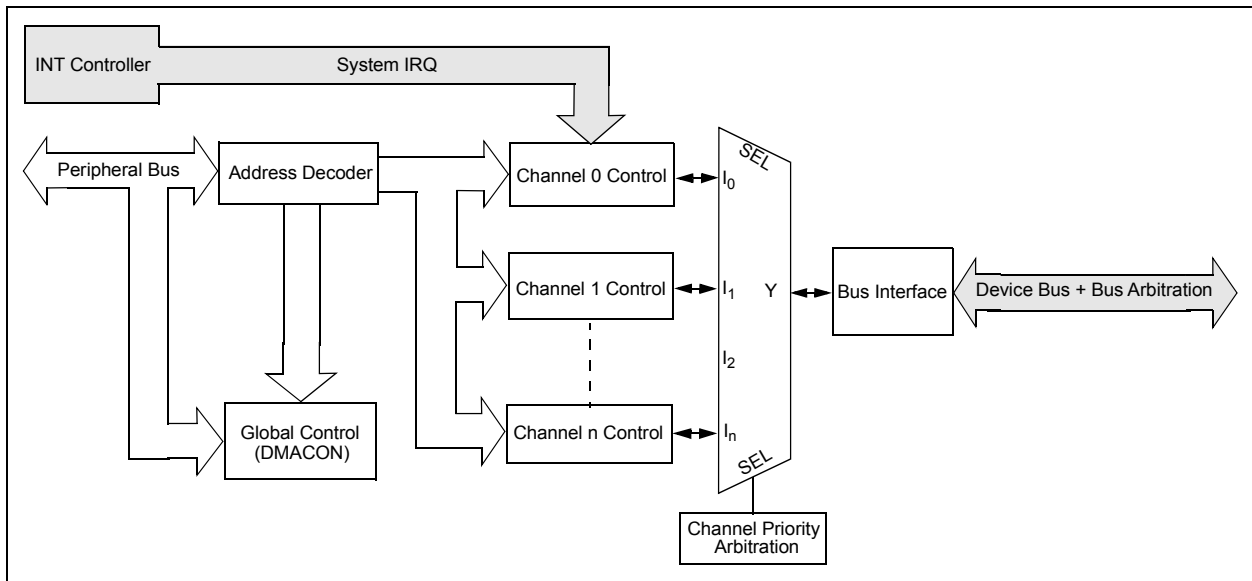 INT Controller
System IRQ
Peripheral Bus
Address Decoder
Channel 0 Control
SEL
I0
Channel 1 Control
I1
Y
Bus Interface
Device Bus + Bus Arbitration
I2
Global Control
(DMACON)
Channel n Control
In
SEL
Channel Priority
Arbitration